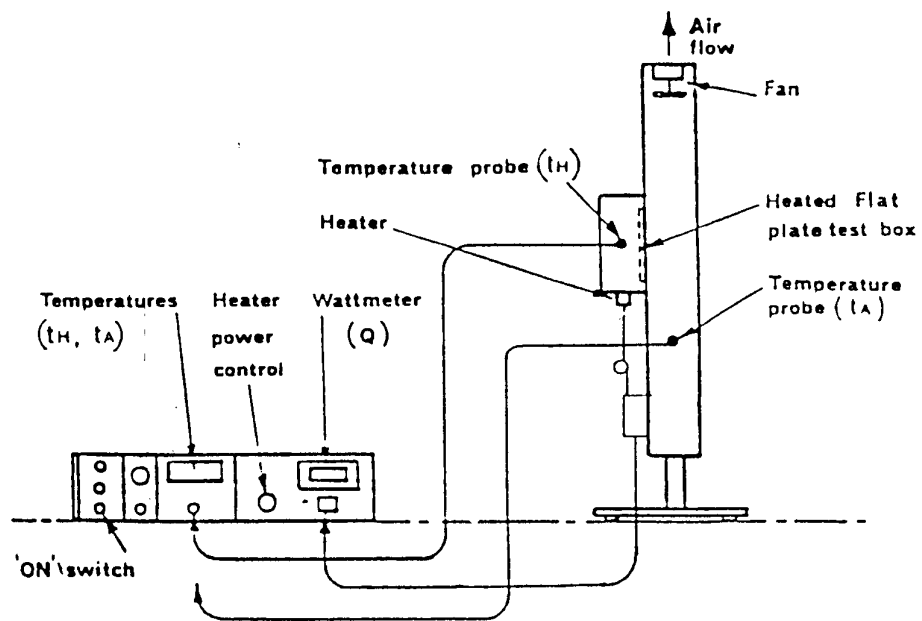 Air
flow
Fan
Temperature probe (tH)
Heater
Heated Flat
plate test box
Temperature
probe (tA)
Temperatures
(tH, tA)
Heater
power
control
Wattmeter
(Q)
'ON' switch